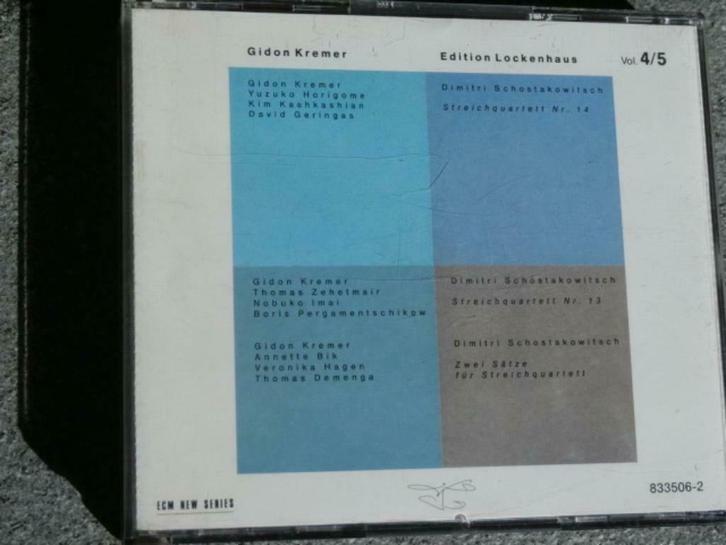 Gidon Kremer
Edition Lockenhaus
Vol. 4/5
Gidon Kremer
Yuzuko Horigome
Kim Kashkashian
David Geringas
Dimitri Schostakowitsch
Streichquartett Nr. 14
Gidon Kremer
Thomas Zehetmair
Nobuko Imai
Boris Pergamentschikow
Dimitri Schostakowitsch
Streichquartett Nr. 13
Gidon Kremer
Annette Bik
Veronika Hagen
Thomas Demenga
Dimitri Schostakowitsch
Zwei Sätze
für Streichquartett
ECM NEW SERIES
833506-2